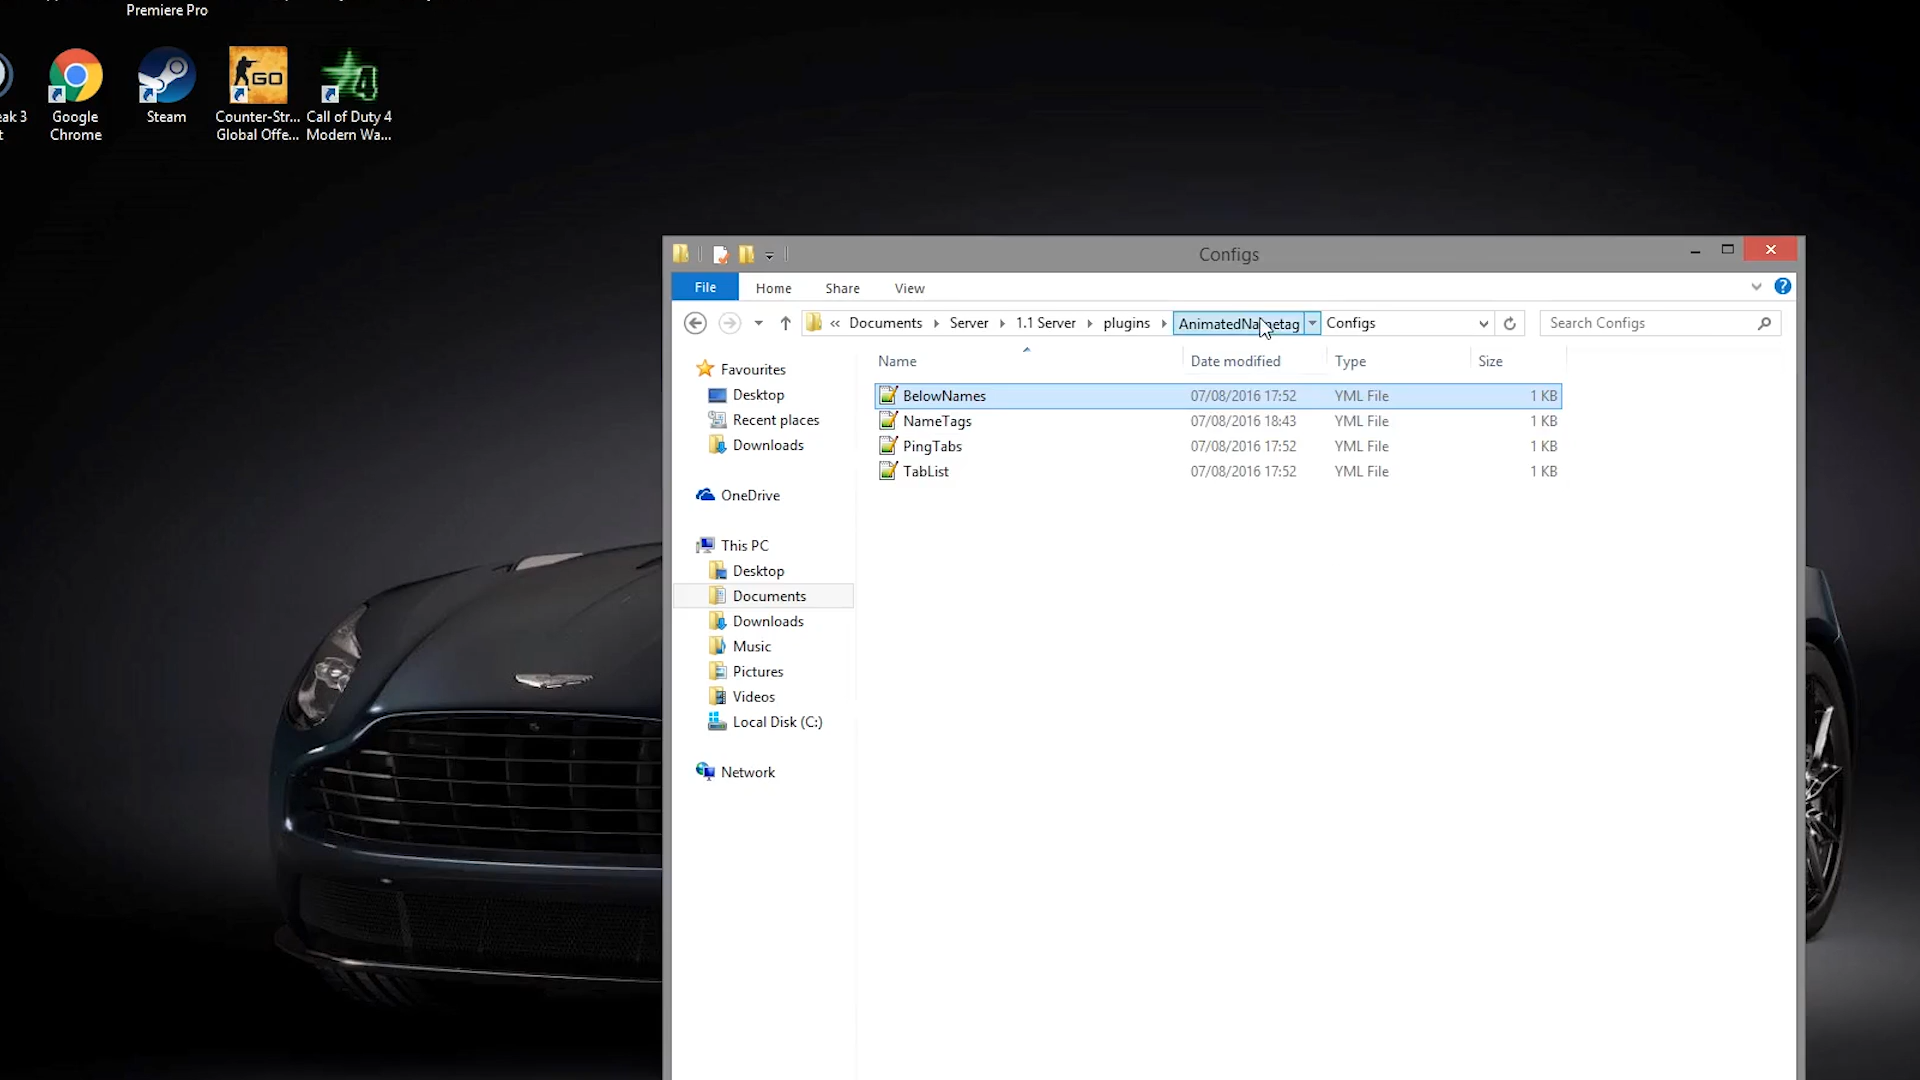 Premiere Pro
eak 3
t
Google
Chrome
Steam
GO
Counter-Str...
Global Offe...
4
Call of Duty 4
Modern Wa...
Configs
File
Home
Share
View
« Documents
Server
1.1 Server
plugins
AnimatedNametag
Configs
Search Configs
Name
Date modified
Type
Size
BelowNames 07/08/2016 17:52 YML File 1 KB
NameTags 07/08/2016 18:43 YML File 1 KB
PingTabs 07/08/2016 17:52 YML File 1 KB
TabList 07/08/2016 17:52 YML File 1 KB
Favourites
Desktop
Recent places
Downloads
OneDrive
This PC
Desktop
Documents
Downloads
Music
Pictures
Videos
Local Disk (C:)
Network